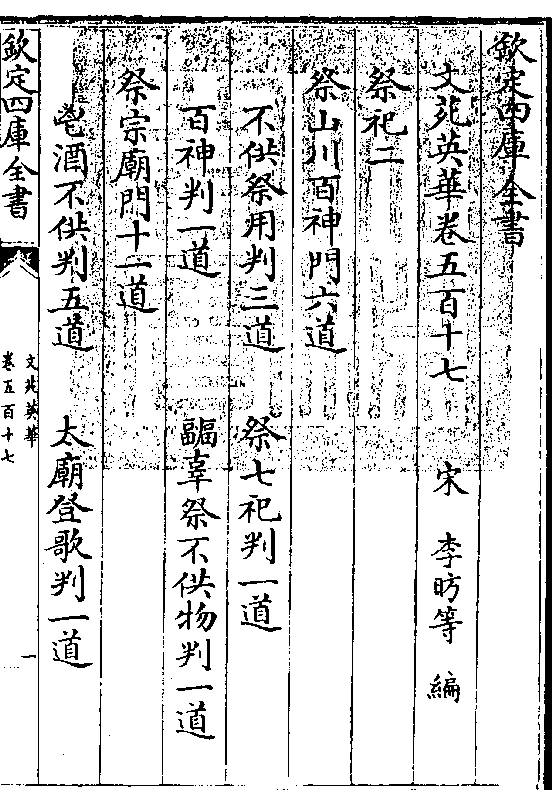 欽定四庫全書
文苑英華卷五百十七　宋　李昉等　編
祭祀二
祭山川百神門六道
不供祭用判三道　祭七祀判一道
百神判一道　疈辜祭不供物判一道
祭宗廟門十一道
鬯酒不供判五道　太廟登歌判一道
欽定四庫全書
文苑英華
卷五百十七
一